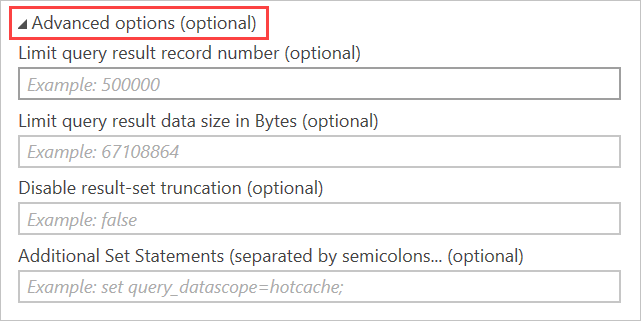 Advanced options (optional)
Limit query result record number (optional)
Example: 500000
Limit query result data size in Bytes (optional)
Example: 67108864
Disable result-set truncation (optional)
Example: false
Additional Set Statements (separated by semicolons... (optional)
Example: set query_datascope=hotcache;